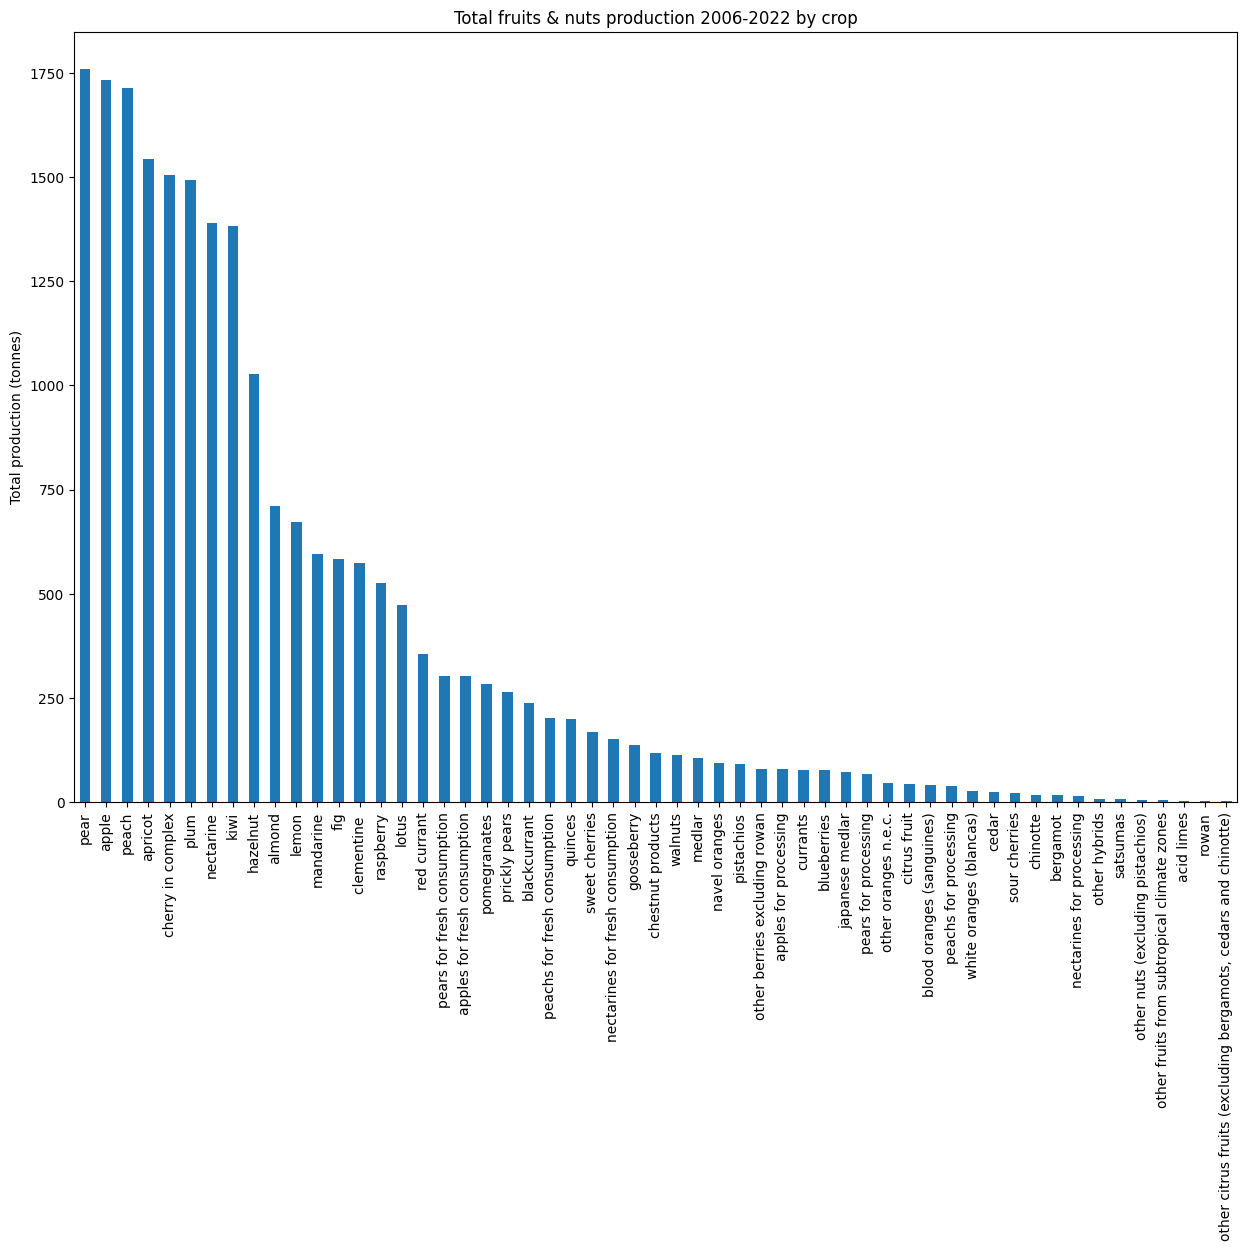 Total fruits & nuts production 2006-2022 by crop
Total production (tonnes)
1750
1500
1250
1000
750
500
250
0
pear
apple
peach
apricot
cherry in complex
plum
nectarine
kiwi
hazelnut
almond
lemon
mandarine
fig
clementine
raspberry
lotus
red currant
pears for fresh consumption
apples for fresh consumption
pomegranates
prickly pears
blackcurrant
peachs for fresh consumption
quinces
sweet cherries
nectarines for fresh consumption
gooseberry
chestnut products
walnuts
medlar
navel oranges
pistachios
other berries excluding rowan
apples for processing
currants
blueberries
japanese medlar
pears for processing
other oranges n.e.c.
citrus fruit
blood oranges (sanguines)
peachs for processing
white oranges (blancas)
cedar
sour cherries
chinotte
bergamot
nectarines for processing
other hybrids
satsumas
other nuts (excluding pistachios)
other fruits from subtropical climate zones
acid limes
rowan
other citrus fruits (excluding bergamots, cedars and chinotte)